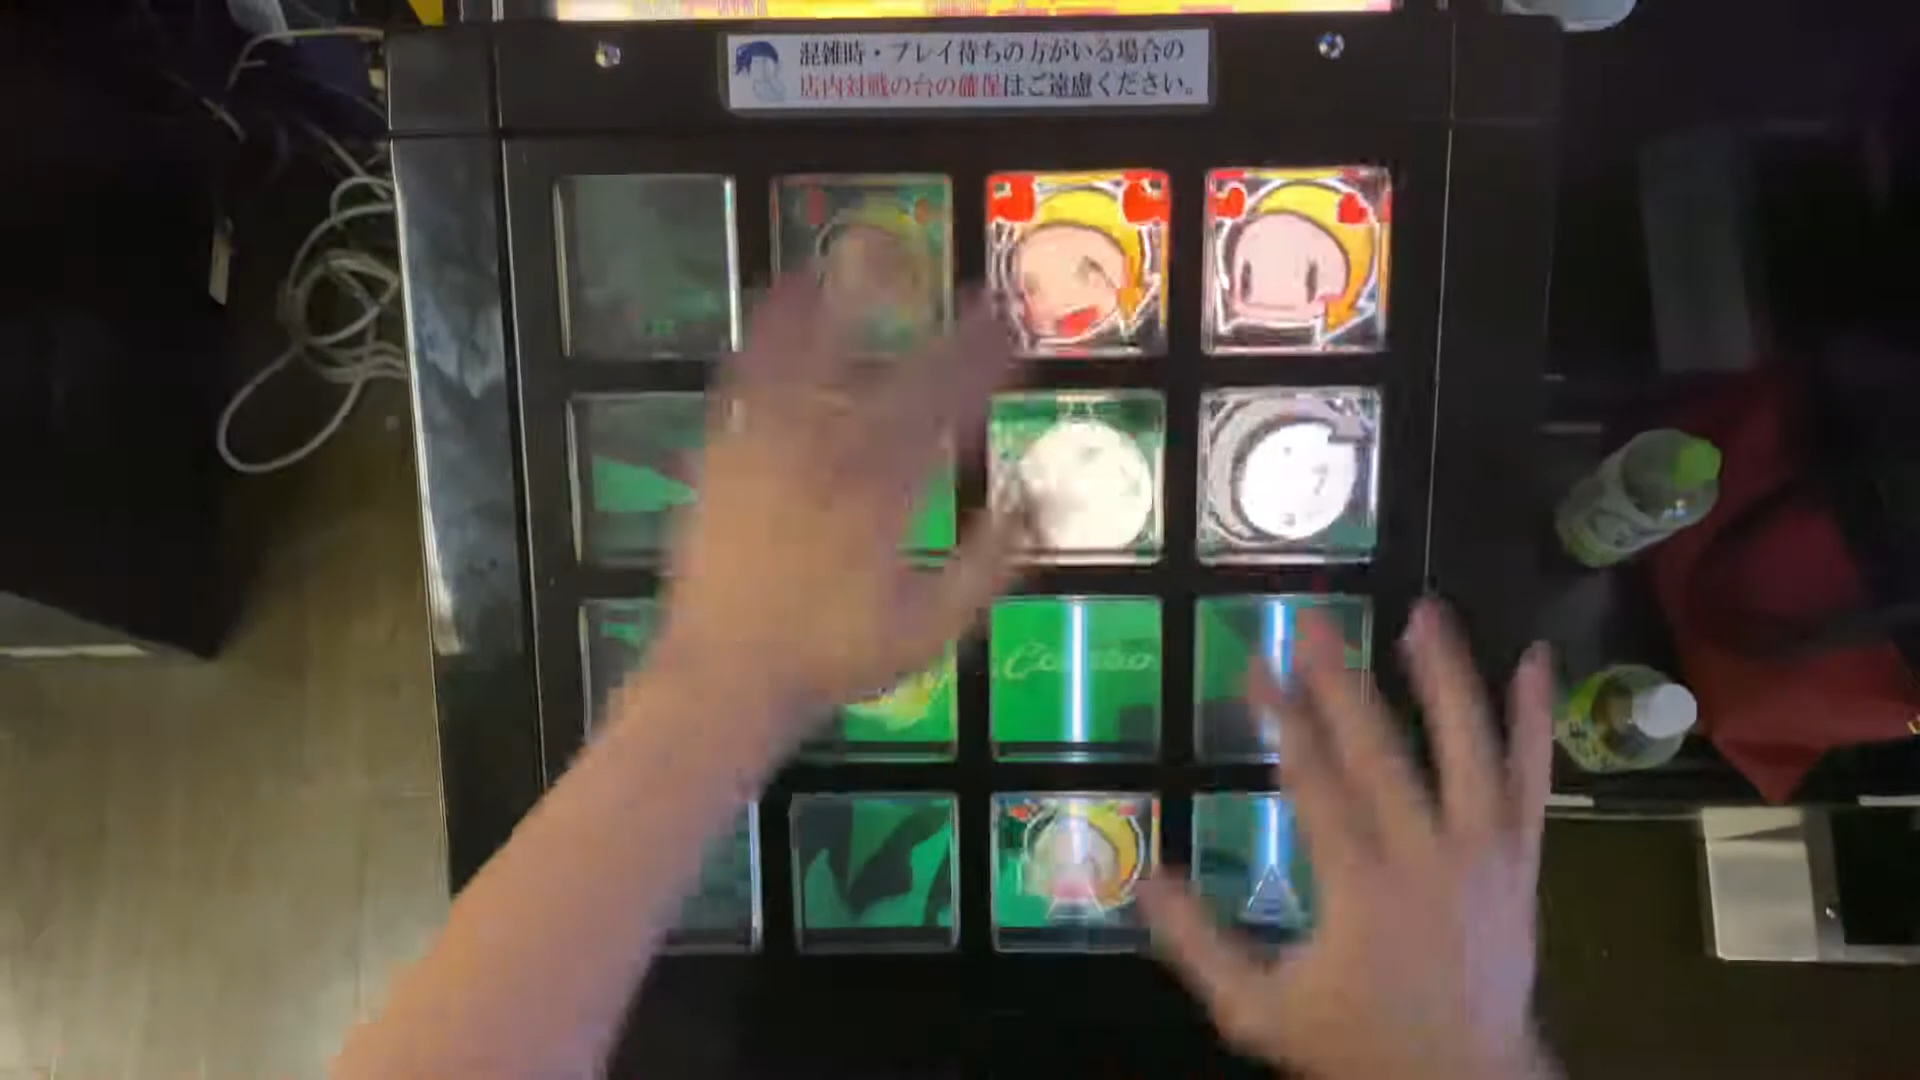 混雑時・プレイ待ちの方がいる場合の
店内対戦の台の確保はご遠慮ください。
Combo